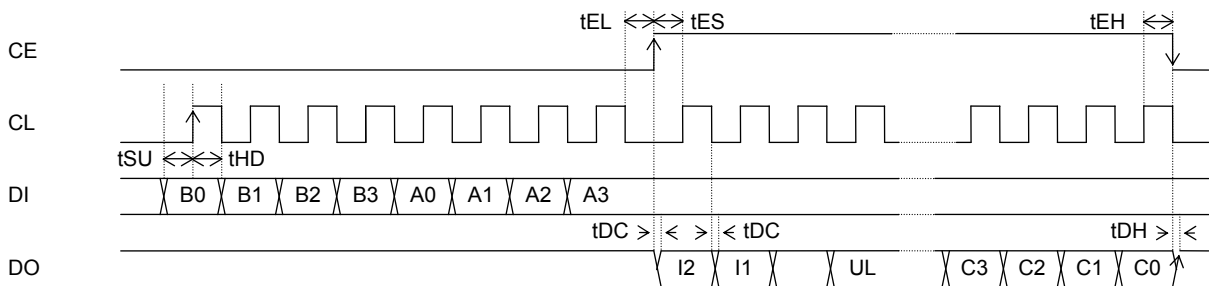 tEL tES tEH
CE
CL
tSU tHD
DI B0 B1 B2 B3 A0 A1 A2 A3
tDC tDC tDH
DO I2 I1 UL C3 C2 C1 C0